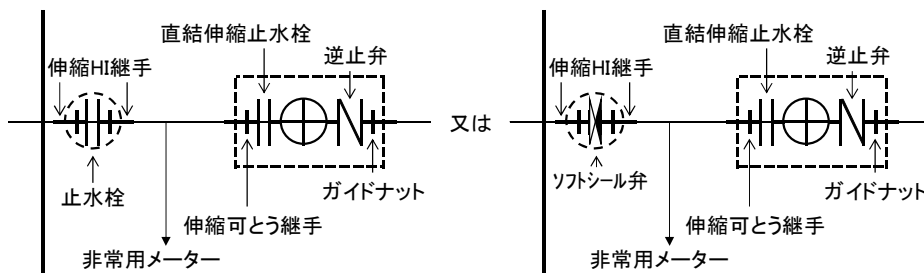 直結伸縮止水栓
逆止弁
伸縮HI継手
止水栓
ガイドナット
伸縮可とう継手
非常用メーター
又は
直結伸縮止水栓
逆止弁
伸縮HI継手
ソフトシール弁
ガイドナット
伸縮可とう継手
非常用メーター